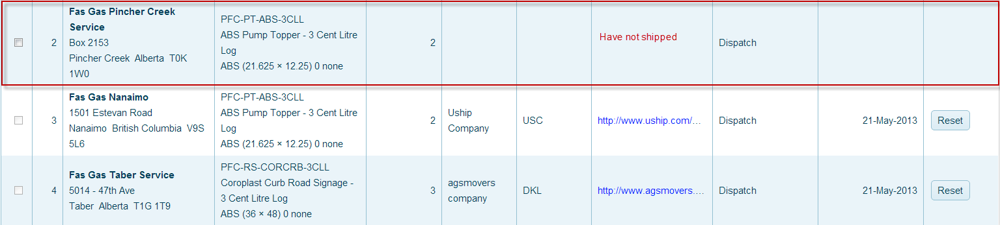 2
Fas Gas Pincher Creek
Service
Box 2153
Pincher Creek Alberta T0K
1W0
PFC-PT-ABS-3CLL
ABS Pump Topper - 3 Cent Litre
Log
ABS (21.625 × 12.25) 0 none
2
Have not shipped
Dispatch
3
Fas Gas Nanaimo
1501 Estevan Road
Nanaimo British Columbia V9S
5L6
PFC-PT-ABS-3CLL
ABS Pump Topper - 3 Cent Litre
Log
ABS (21.625 × 12.25) 0 none
2
Uship
Company
USC
http://www.uship.com/...
Dispatch
21-May-2013
Reset
4
Fas Gas Taber Service
5014 - 47th Ave
Taber Alberta T1G 1T9
PFC-RS-CORCRB-3CLL
Coroplast Curb Road Signage -
3 Cent Litre Log
ABS (36 × 48) 0 none
3
agsmovers
company
DKL
http://www.agsmovers....
Dispatch
21-May-2013
Reset